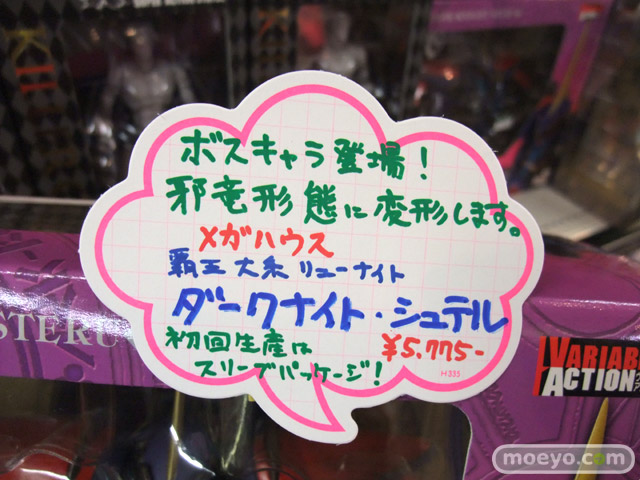 ボスキャラ登場!
邪竜形態に変形します。
メガハウス
覇王大系リューナイト
ダークナイト・シュテル
¥5,775-
初回生産は
スリーブパッケージ!
H335
STERU
VARIAB
ACTION
moeyo.com